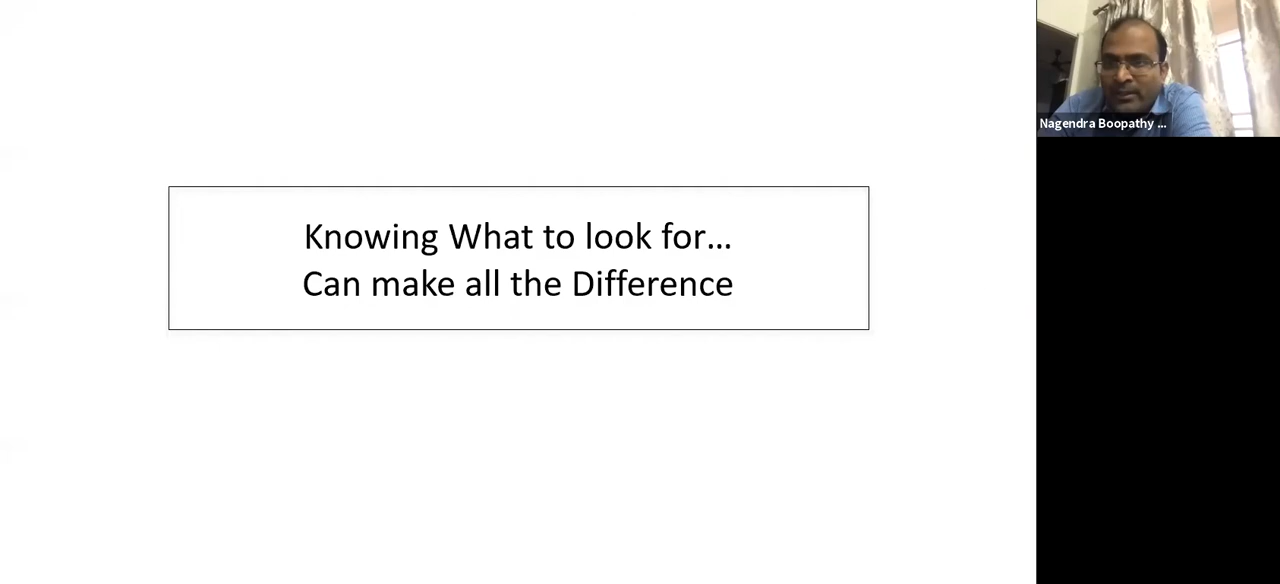 Knowing What to look for...
Can make all the Difference
Nagendra Boopathy ...